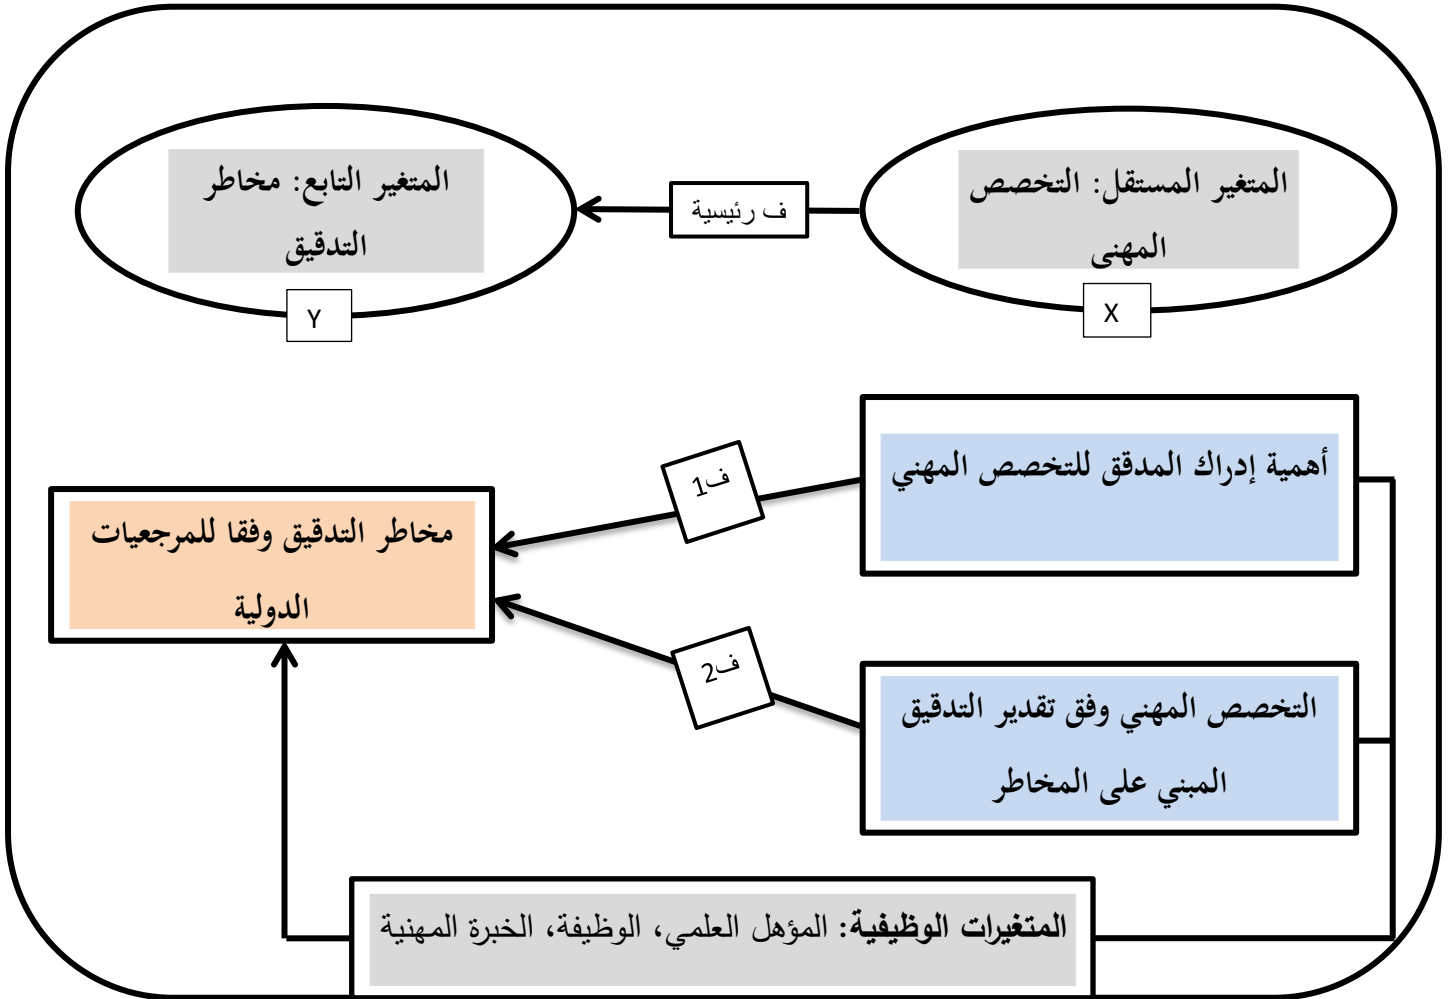 المتغير المستقل: التخصص
المهني
X
ف رئيسية
المتغير التابع: مخاطر
التدقيق
Y
أهمية إدراك المدقق للتخصص المهني
ف1
مخاطر التدقيق وفقا للمرجعيات
الدولية
ف2
التخصص المهني وفق تقدير التدقيق
المبني على المخاطر
المتغيرات الوظيفية: المؤهل العلمي، الوظيفة، الخبرة المهنية